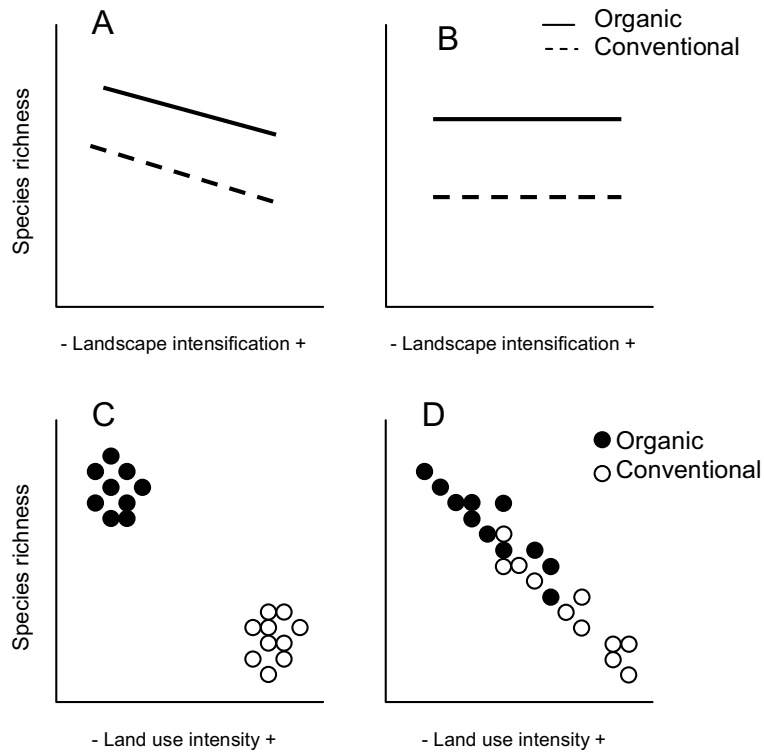 A
B
Organic
Conventional
Species richness
- Landscape intensification +
- Landscape intensification +
C
D
Organic
Conventional
Species richness
- Land use intensity +
- Land use intensity +